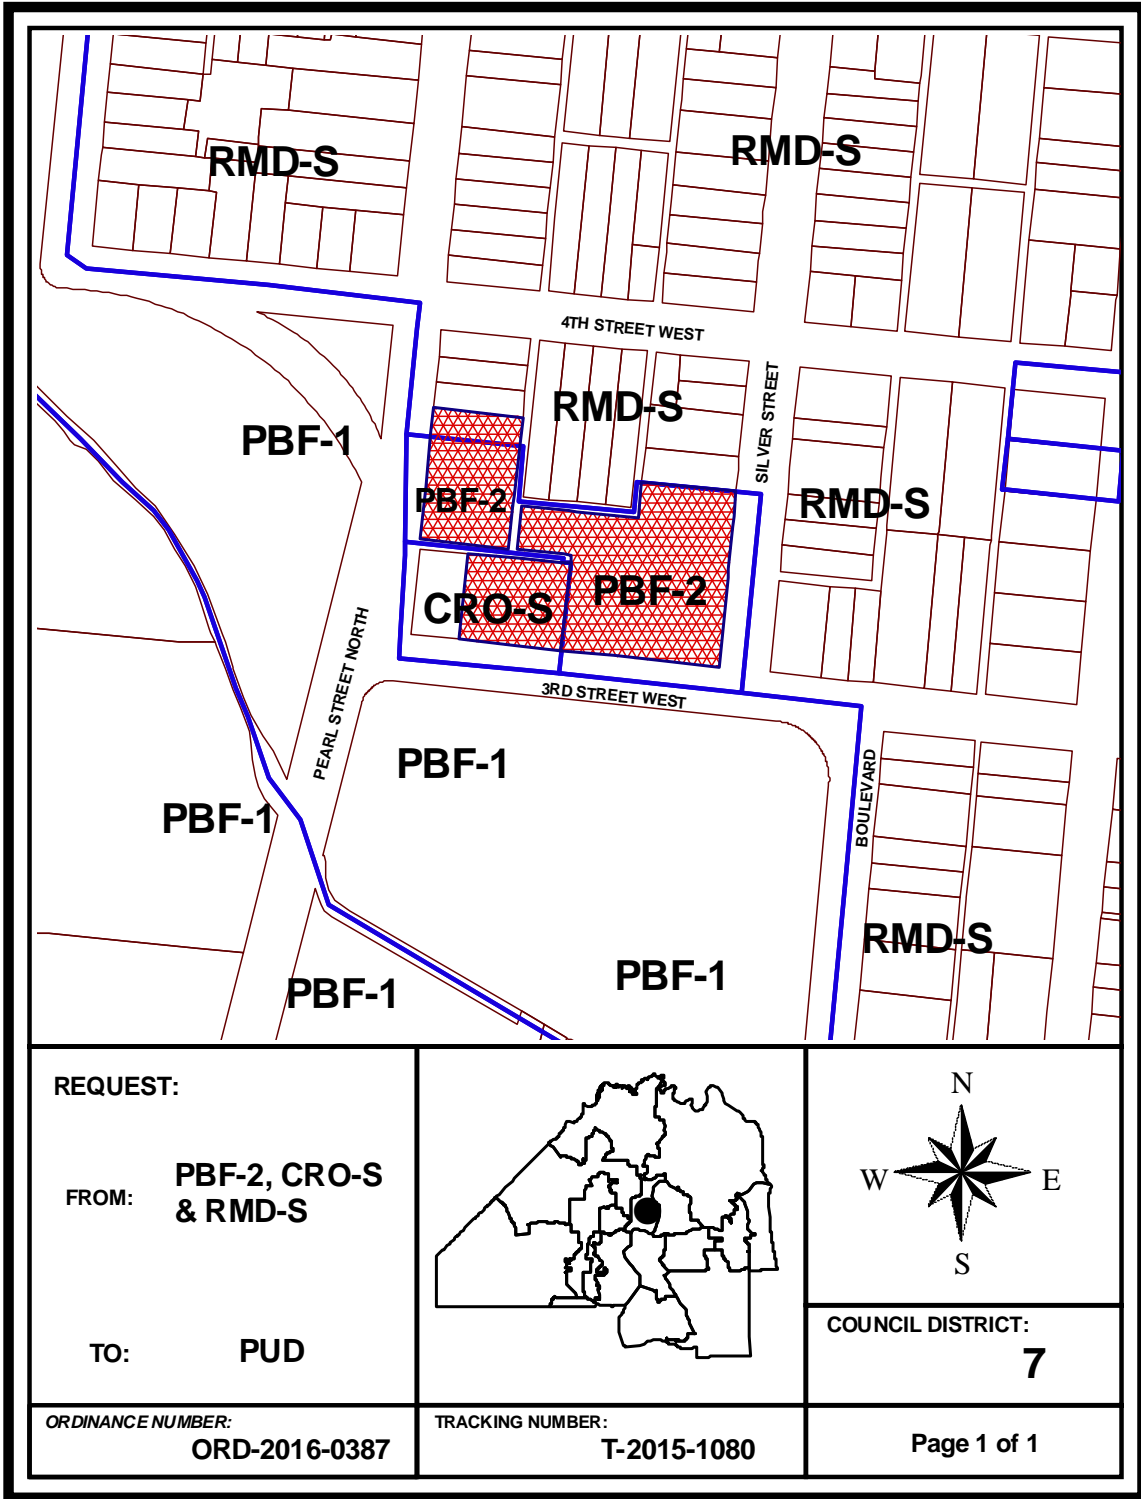 RMD-S
RMD-S
4TH STREET WEST
SILVER STREET
RMD-S
PBF-1
PBF-2
RMD-S
PBF-2
CRO-S
PEARL STREET NORTH
3RD STREET WEST
PBF-1
BOULEVARD
PBF-1
RMD-S
PBF-1
PBF-1
REQUEST:
FROM:
PBF-2, CRO-S
& RMD-S
TO:
PUD
N
W
E
S
COUNCIL DISTRICT:
7
ORDINANCE NUMBER:
ORD-2016-0387
TRACKING NUMBER:
T-2015-1080
Page 1 of 1